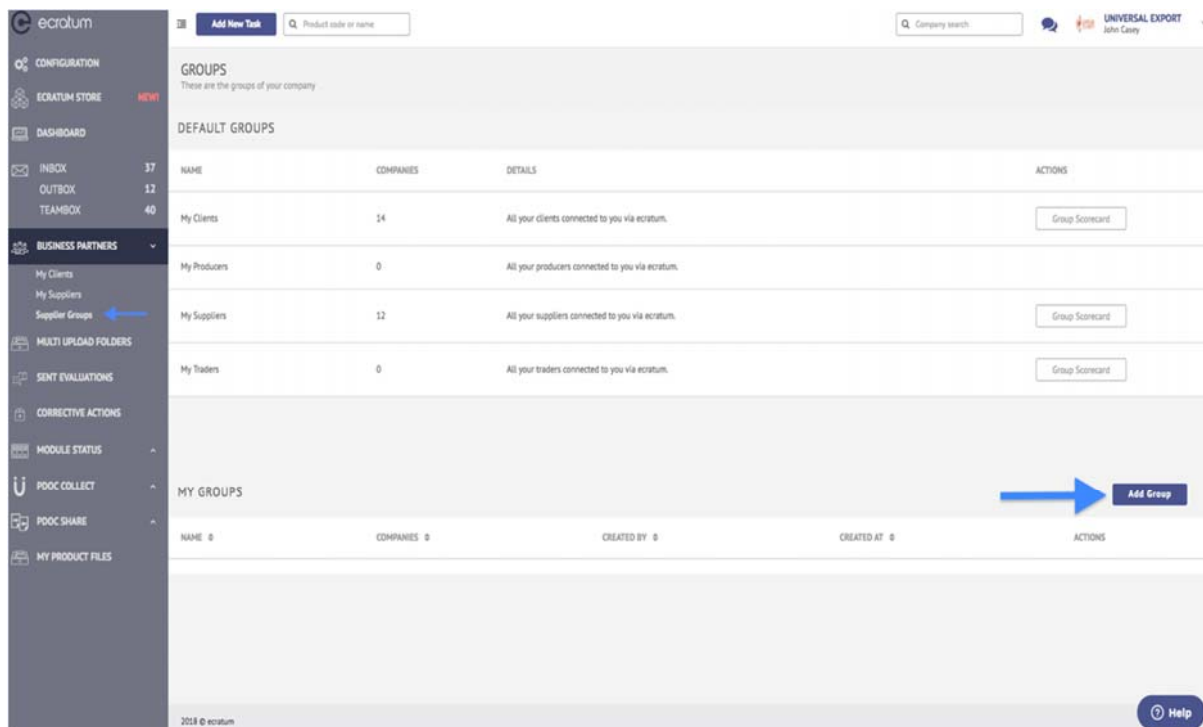 ecratum
Add New Task
Product code or name
Company search
UNIVERSAL EXPORT
John Casey
CONFIGURATION
ECRATUM STORE NEW!
DASHBOARD
INBOX 37
OUTBOX 12
TEAMBOX 40
BUSINESS PARTNERS
My Clients
My Suppliers
Supplier Groups
MULTI UPLOAD FOLDERS
SENT EVALUATIONS
CORRECTIVE ACTIONS
MODULE STATUS
PDOC COLLECT
PDOC SHARE
MY PRODUCT FILES
GROUPS
These are the groups of your company
DEFAULT GROUPS
NAME COMPANIES DETAILS ACTIONS
My Clients 14 All your clients connected to you via ecratum. Group Scorecard
My Producers 0 All your producers connected to you via ecratum.
My Suppliers 12 All your suppliers connected to you via ecratum. Group Scorecard
My Traders 0 All your traders connected to you via ecratum. Group Scorecard
MY GROUPS
Add Group
NAME COMPANIES CREATED BY CREATED AT ACTIONS
2018 © ecratum
Help